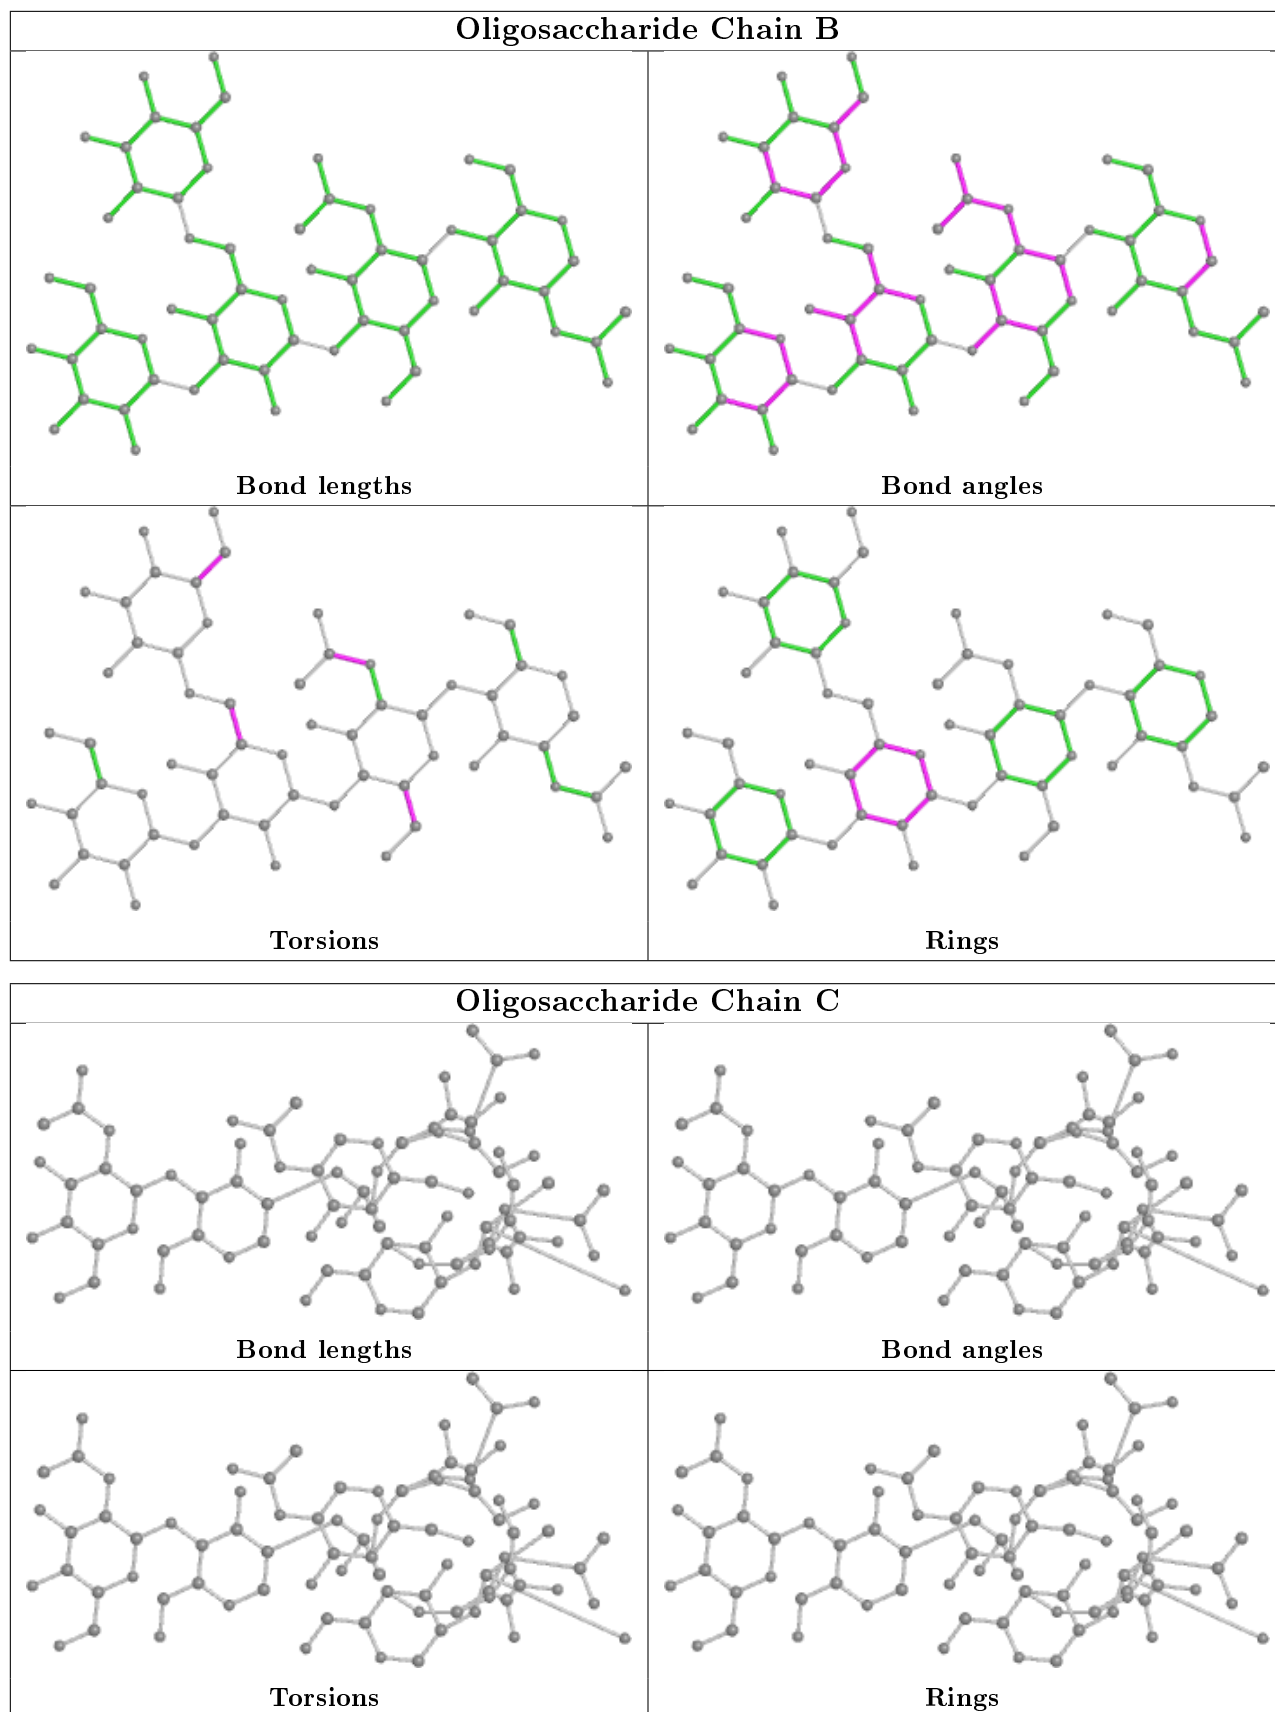 Oligosaccharide Chain B
Bond lengths
Bond angles
Torsions
Rings
Oligosaccharide Chain C
Bond lengths
Bond angles
Torsions
Rings